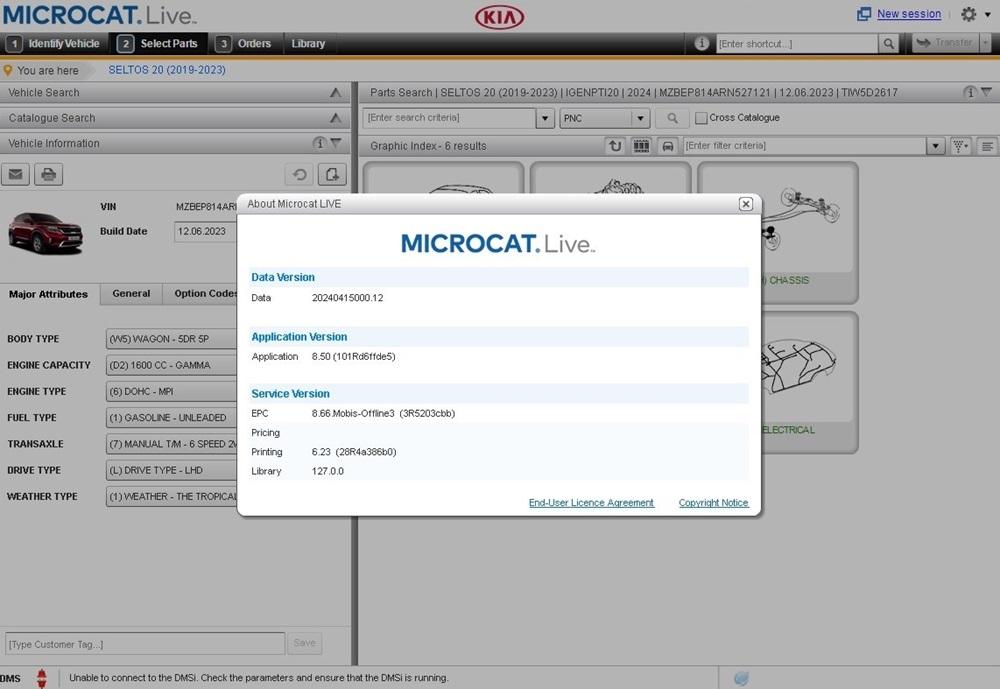 MICROCAT.Live
KIA
New session
1 Identify Vehicle 2 Select Parts 3 Orders Library
[Enter shortcut...] Transfer
You are here SELTOS 20 (2019-2023)
Vehicle Search
Parts Search | SELTOS 20 (2019-2023) | IGENPTI20 | 2024 | MZBEP814ARN527121 | 12.06.2023 | TIW5D2617
Catalogue Search
[Enter search criteria] PNC Cross Catalogue
Vehicle Information
Graphic Index - 6 results [Enter filter criteria]
VIN MZBEP814AR
Build Date 12.06.2023
CHASSIS
ELECTRICAL
Major Attributes General Option Codes
BODY TYPE (W5) WAGON - 5DR 5P
ENGINE CAPACITY (D2) 1600 CC - GAMMA
ENGINE TYPE (6) DOHC - MPI
FUEL TYPE (1) GASOLINE - UNLEADED
TRANSAXLE (7) MANUAL T/M - 6 SPEED 2W
DRIVE TYPE (L) DRIVE TYPE - LHD
WEATHER TYPE (1) WEATHER - THE TROPICAL
About Microcat LIVE
MICROCAT.Live
Data Version
Data 20240415000.12
Application Version
Application 8.50 (101Rd6ffde5)
Service Version
EPC 8.66.Mobis-Offline3 (3R5203cbb)
Pricing
Printing 6.23 (28R4a386b0)
Library 127.0.0
End-User Licence Agreement Copyright Notice
[Type Customer Tag...] Save
DMS Unable to connect to the DMSi. Check the parameters and ensure that the DMSi is running.